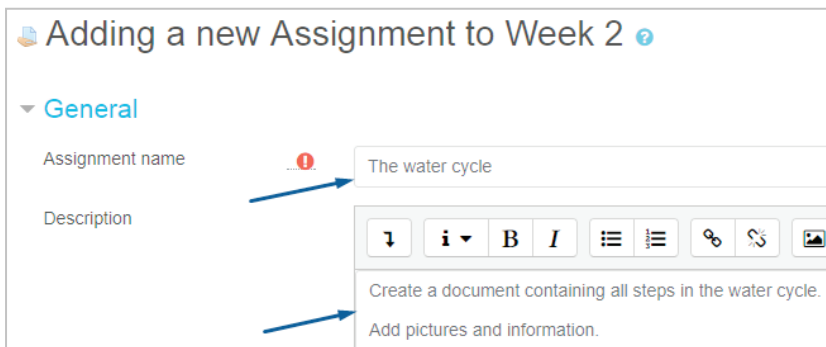 Adding a new Assignment to Week 2
General
Assignment name
The water cycle
Description
B I
Create a document containing all steps in the water cycle.
Add pictures and information.